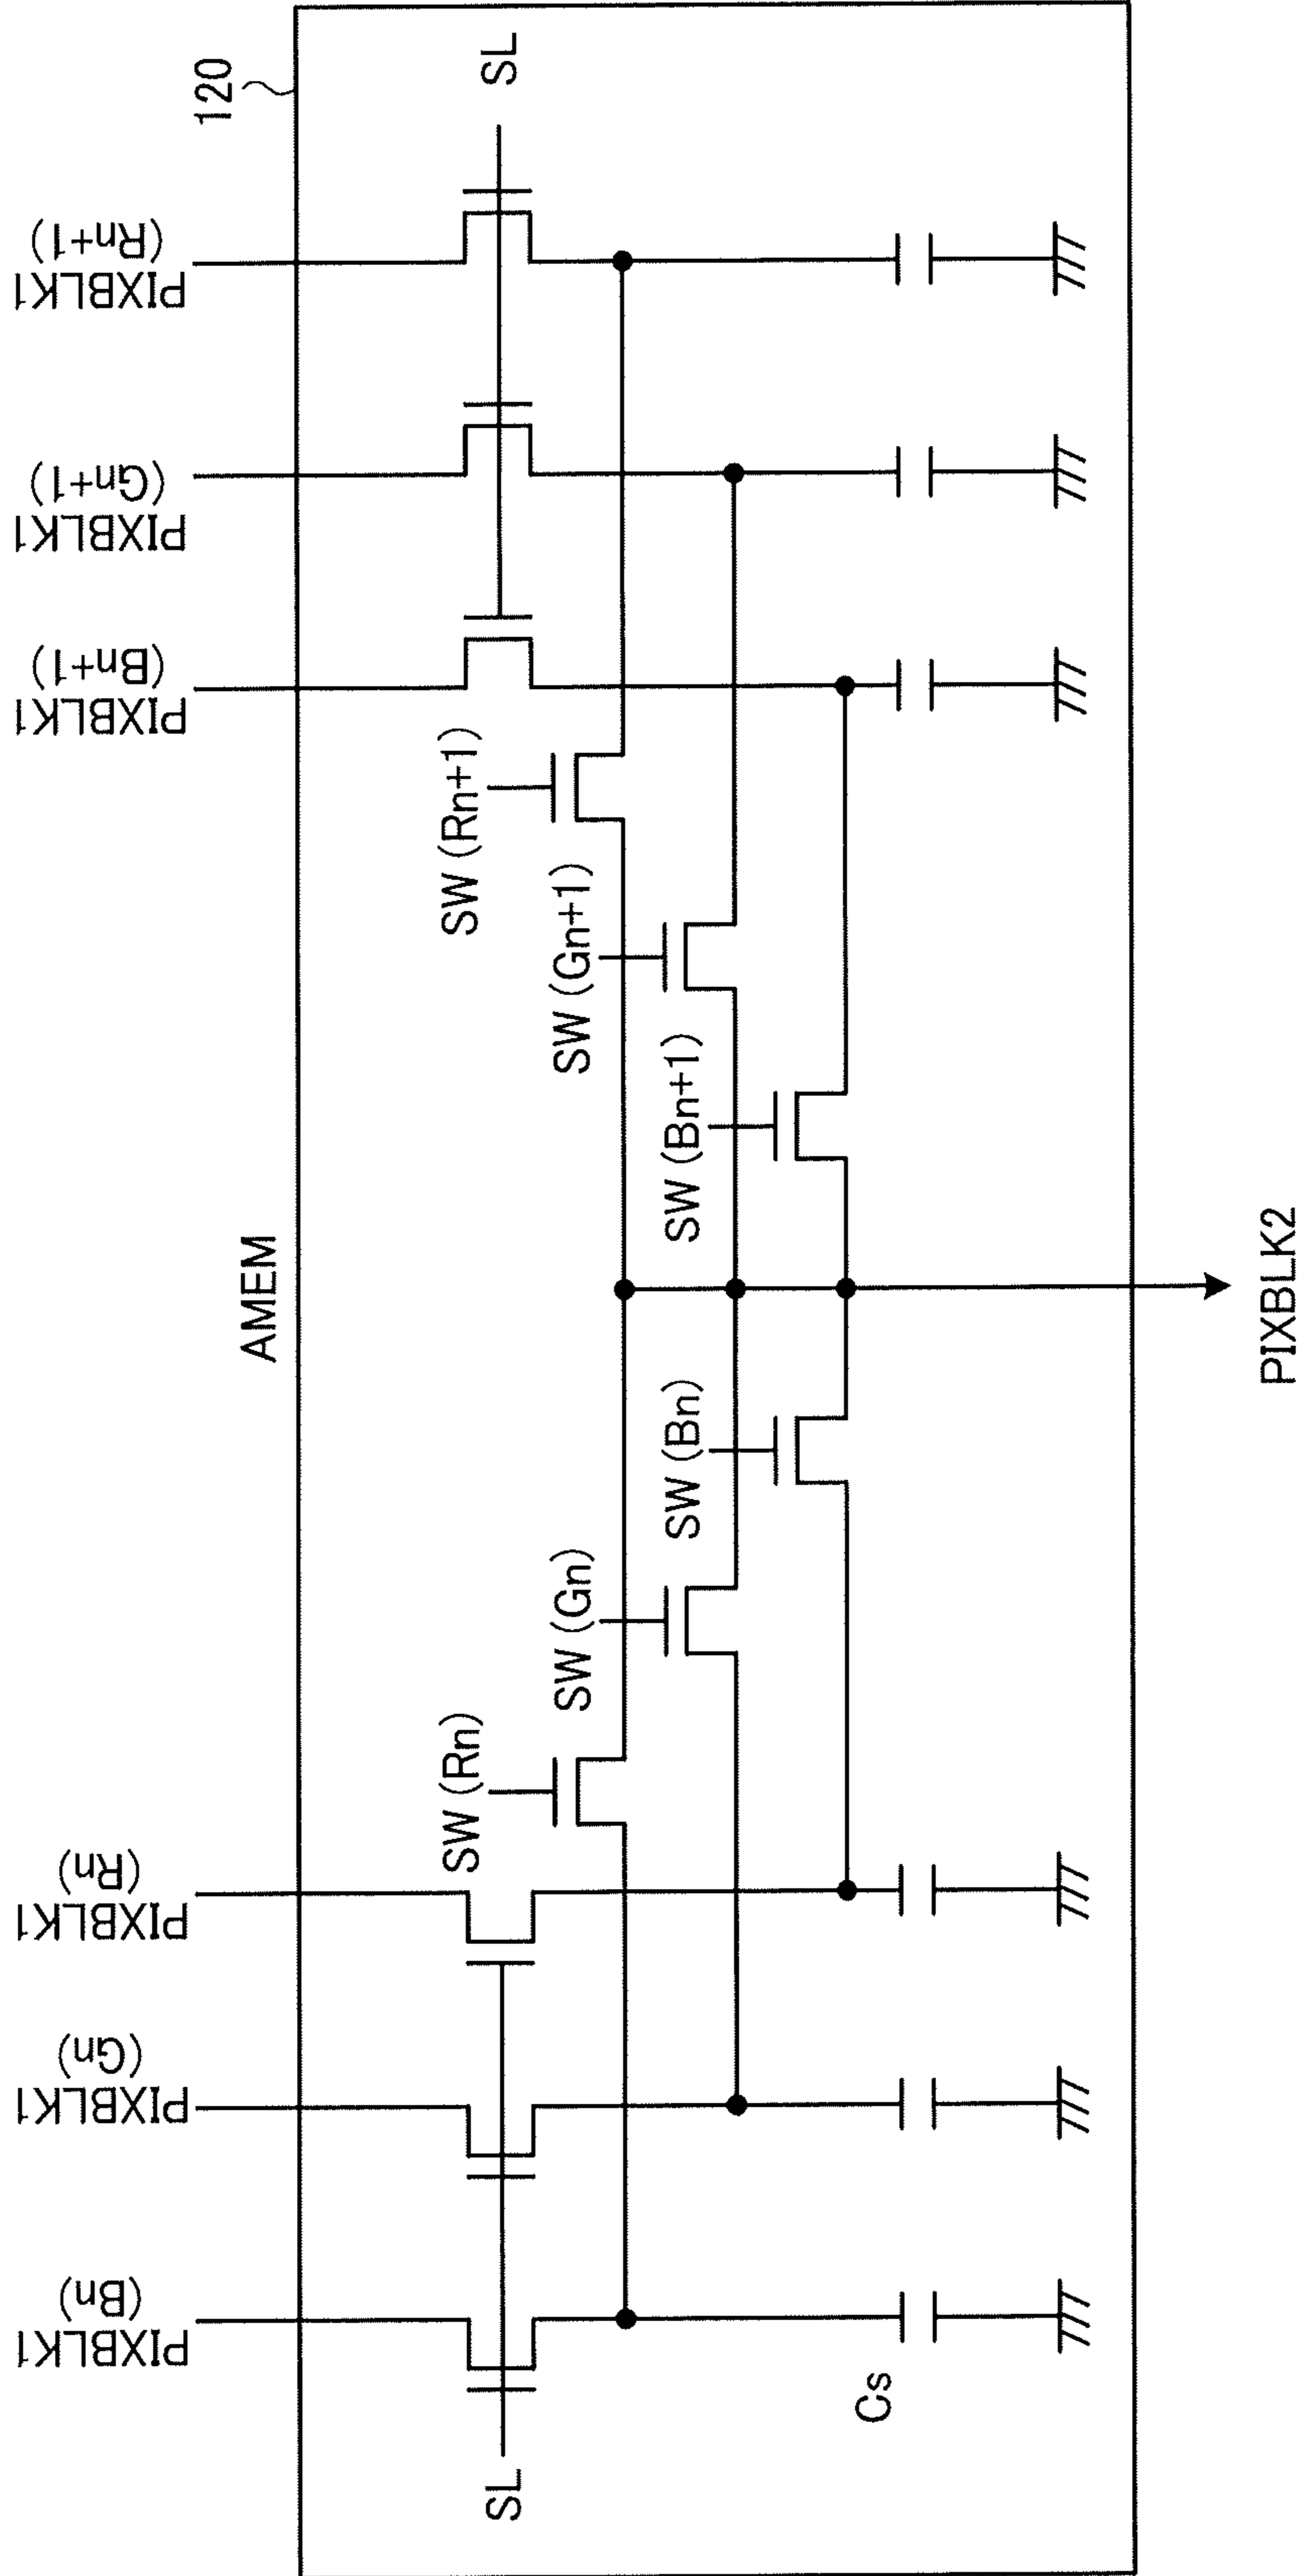 AMEM
120
PIXBLK1
(Bn)
PIXBLK1
(Gn)
PIXBLK1
(Rn)
PIXBLK1
(Bn+1)
PIXBLK1
(Gn+1)
PIXBLK1
(Rn+1)
SL
SL
SW (Rn)
SW (Rn+1)
SW (Gn)
SW (Gn+1)
SW (Bn)
SW (Bn+1)
Cs
PIXBLK2